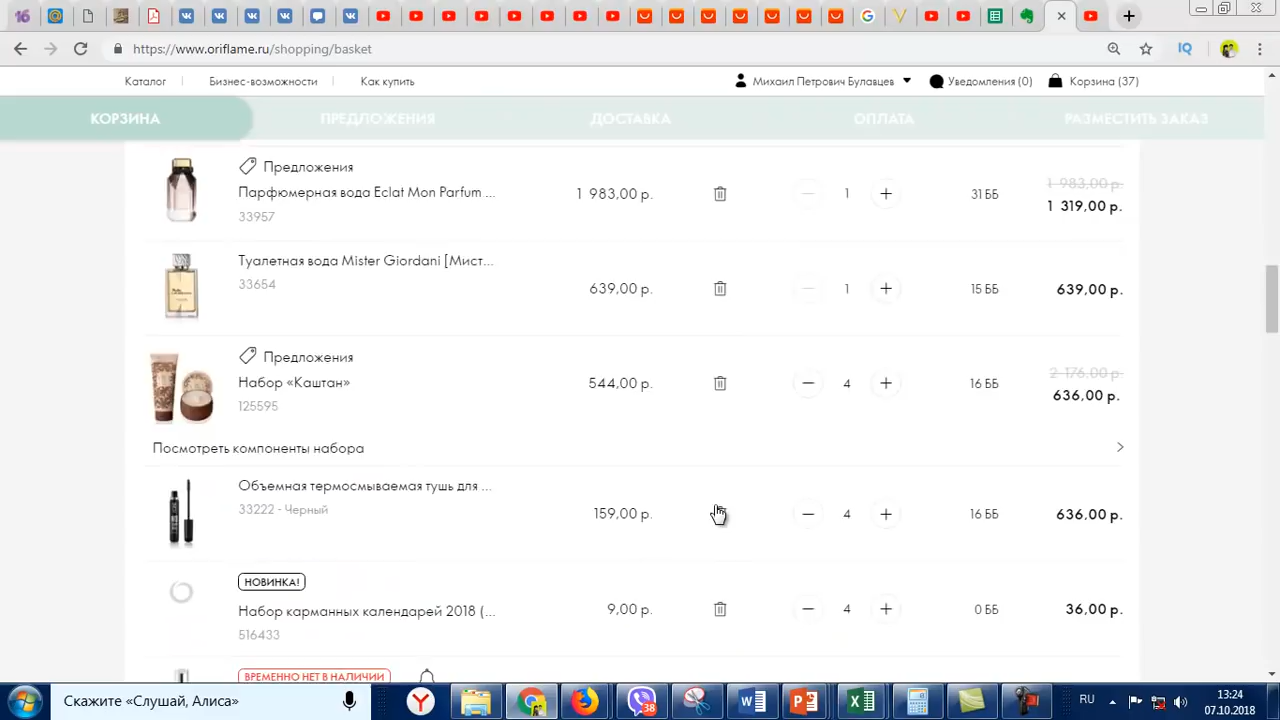 https://www.oriflame.ru/shopping/basket
Каталог
Бизнес-возможности
Как купить
Михаил Петрович Булавцев
Уведомления (0)
Корзина (37)
КОРЗИНА
ПРЕДЛОЖЕНИЯ
ДОСТАВКА
ОПЛАТА
РАЗМЕСТИТЬ ЗАКАЗ
Предложения
Парфюмерная вода Eclat Mon Parfum ...
33957
1 983,00 р.
1
31 ББ
1 983,00 р.
1 319,00 р.
Туалетная вода Mister Giordani [Мист...
33654
639,00 р.
1
15 ББ
639,00 р.
Предложения
Набор «Каштан»
125595
544,00 р.
4
16 ББ
2 176,00 р.
636,00 р.
Посмотреть компоненты набора
Объемная термосмываемая тушь для ...
33222 - Черный
159,00 р.
4
16 ББ
636,00 р.
НОВИНКА!
Набор карманных календарей 2018 (...
516433
9,00 р.
4
0 ББ
36,00 р.
ВРЕМЕННО НЕТ В НАЛИЧИИ
Скажите «Слушай, Алиса»
38
RU
13:24
07.10.2018